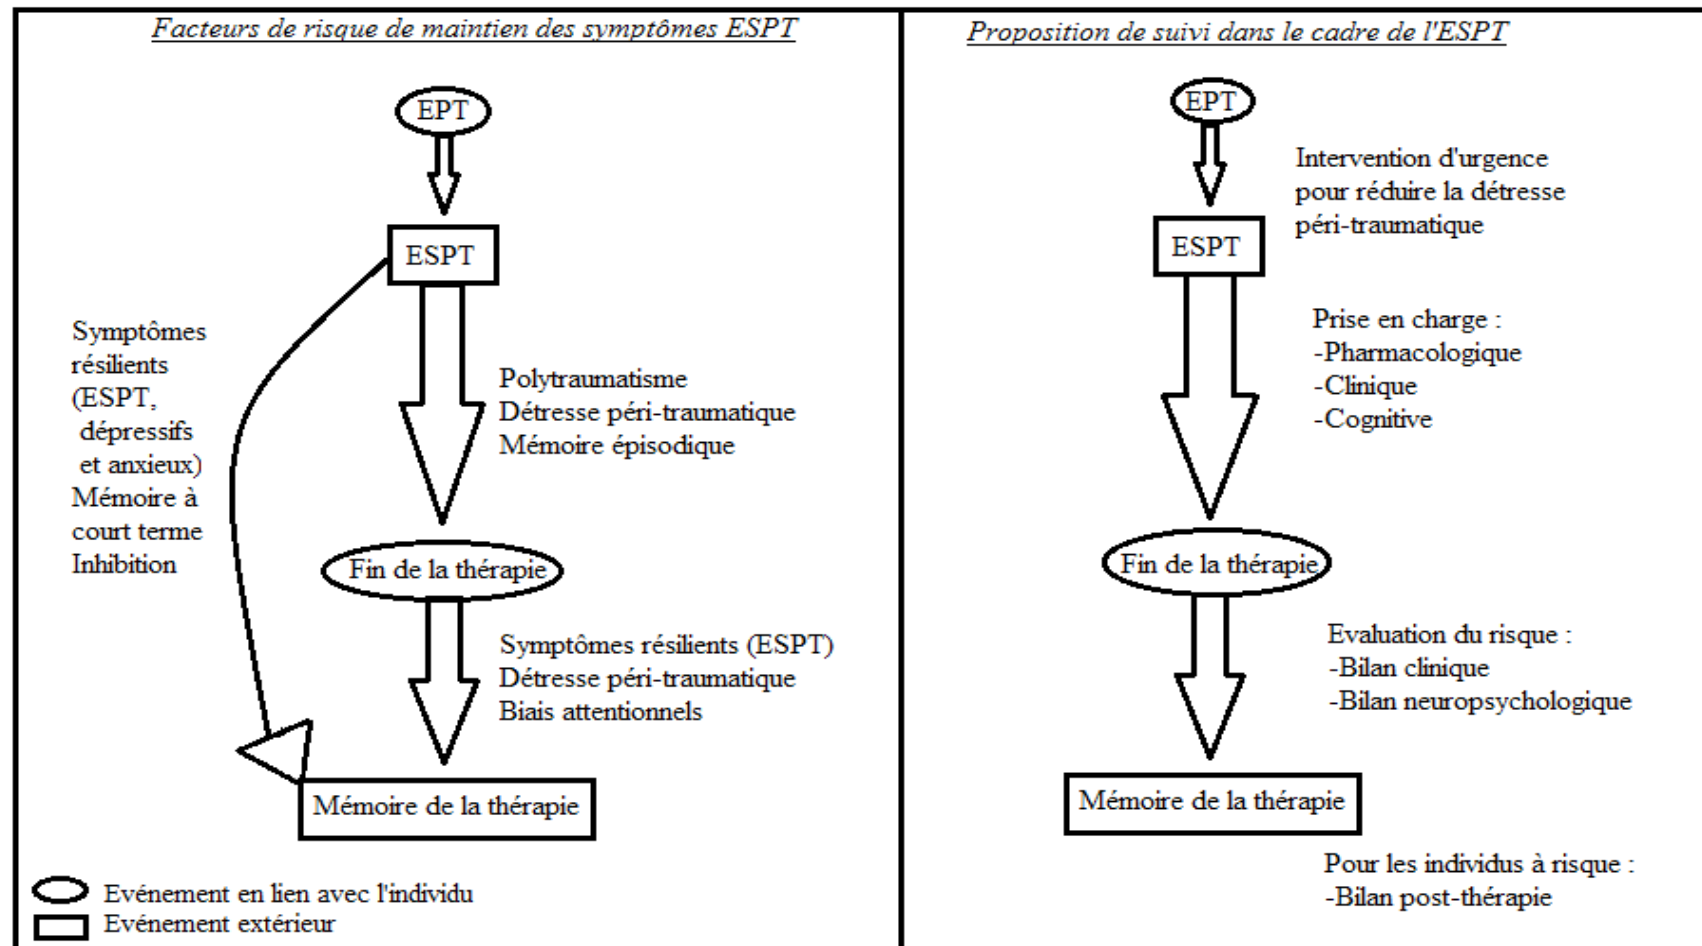 Facteurs de risque de maintien des symptômes ESPT
EPT
ESPT
Symptômes
résilients
(ESPT,
dépressifs
et anxieux)
Mémoire à
court terme
Inhibition
Polytraumatisme
Détresse péri-traumatique
Mémoire épisodique
Fin de la thérapie
Symptômes résilients (ESPT)
Détresse péri-traumatique
Biais attentionnels
Mémoire de la thérapie
Evénement en lien avec l'individu
Evénement extérieur
Proposition de suivi dans le cadre de l'ESPT
EPT
Intervention d'urgence
pour réduire la détresse
péri-traumatique
ESPT
Prise en charge :
-Pharmacologique
-Clinique
-Cognitive
Fin de la thérapie
Evaluation du risque :
-Bilan clinique
-Bilan neuropsychologique
Mémoire de la thérapie
Pour les individus à risque :
-Bilan post-thérapie